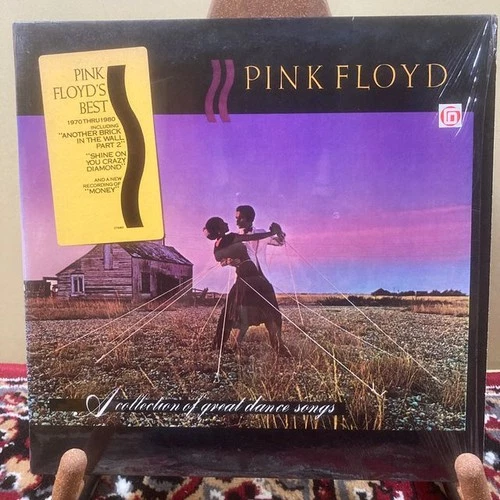 PINK FLOYD
PINK
FLOYD'S
BEST
1970 THRU 1980
INCLUDING
"ANOTHER BRICK
IN THE WALL
PART 2"
"SHINE ON
YOU CRAZY
DIAMOND"
AND A NEW
RECORDING OF
"MONEY"
A collection of great dance songs